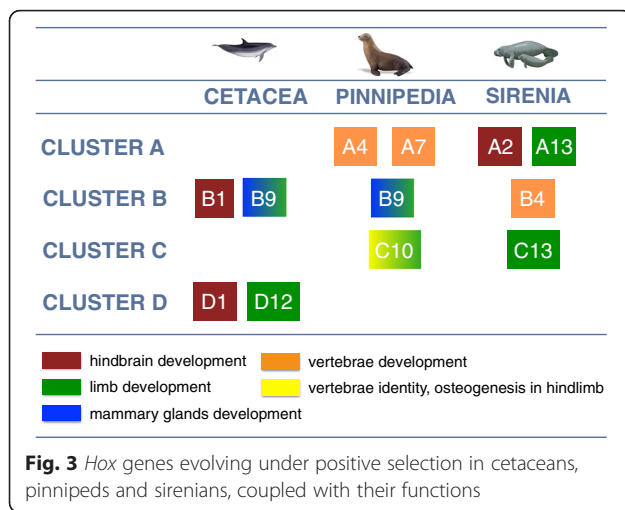 CETACEA PINNIPEDIA SIRENIA
CLUSTER A A4 A7 A2 A13
CLUSTER B B1 B9 B9 B4
CLUSTER C C10 C13
CLUSTER D D1 D12
hindbrain development vertebrae development
limb development vertebrae identity, osteogenesis in hindlimb
mammary glands development
Fig. 3 Hox genes evolving under positive selection in cetaceans,
pinnipeds and sirenians, coupled with their functions